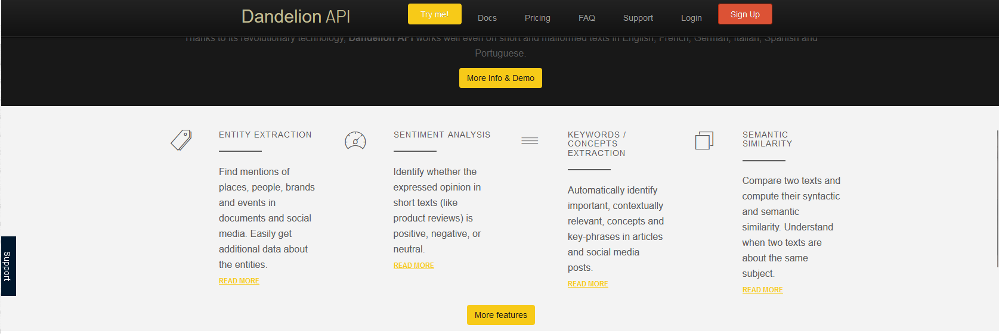 Dandelion API
Try me!
Docs
Pricing
FAQ
Support
Login
Sign Up
Thanks to its revolutionary technology, Dandelion API works well even on short and malformed texts in English, French, German, Italian, Spanish and
Portuguese.
More Info & Demo
ENTITY EXTRACTION
Find mentions of
places, people, brands
and events in
documents and social
media. Easily get
additional data about
the entities.
READ MORE
SENTIMENT ANALYSIS
Identify whether the
expressed opinion in
short texts (like
product reviews) is
positive, negative, or
neutral.
READ MORE
KEYWORDS /
CONCEPTS
EXTRACTION
Automatically identify
important, contextually
relevant, concepts and
key-phrases in articles
and social media
posts.
READ MORE
SEMANTIC
SIMILARITY
Compare two texts and
compute their syntactic
and semantic
similarity. Understand
when two texts are
about the same
subject.
READ MORE
More features
Support